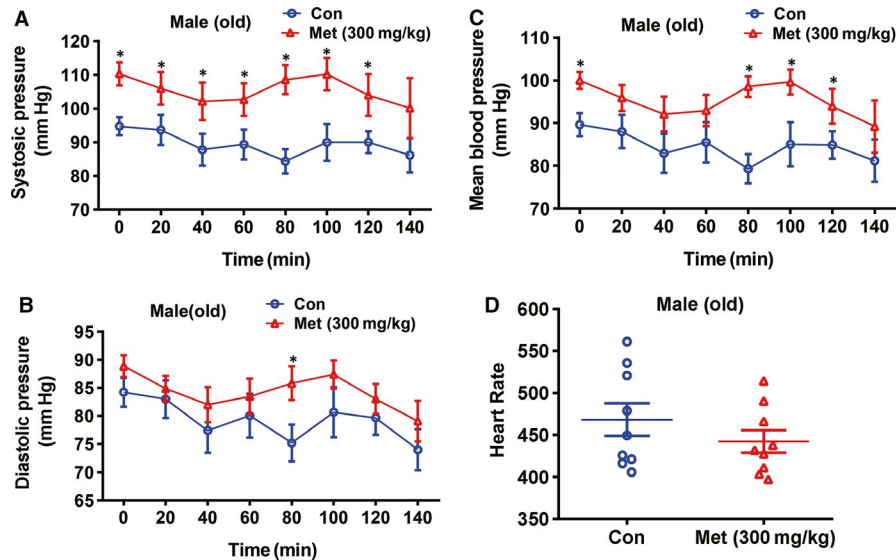 A
Male (old)
Con
Met (300 mg/kg)
Systosic pressure
(mm Hg)
120
110
100
90
80
70
* * * * * * *
0 20 40 60 80 100 120 140
Time (min)
C
Male (old)
Con
Met (300 mg/kg)
Mean blood pressure
(mm Hg)
110
100
90
80
70
* * * *
0 20 40 60 80 100 120 140
Time (min)
B
Male(old)
Con
Met (300 mg/kg)
Diastolic pressure
(mm Hg)
95
90
85
80
75
70
65
*
0 20 40 60 80 100 120 140
Time (min)
D
Male (old)
Heart Rate
600
550
500
450
400
350
Con Met (300 mg/kg)